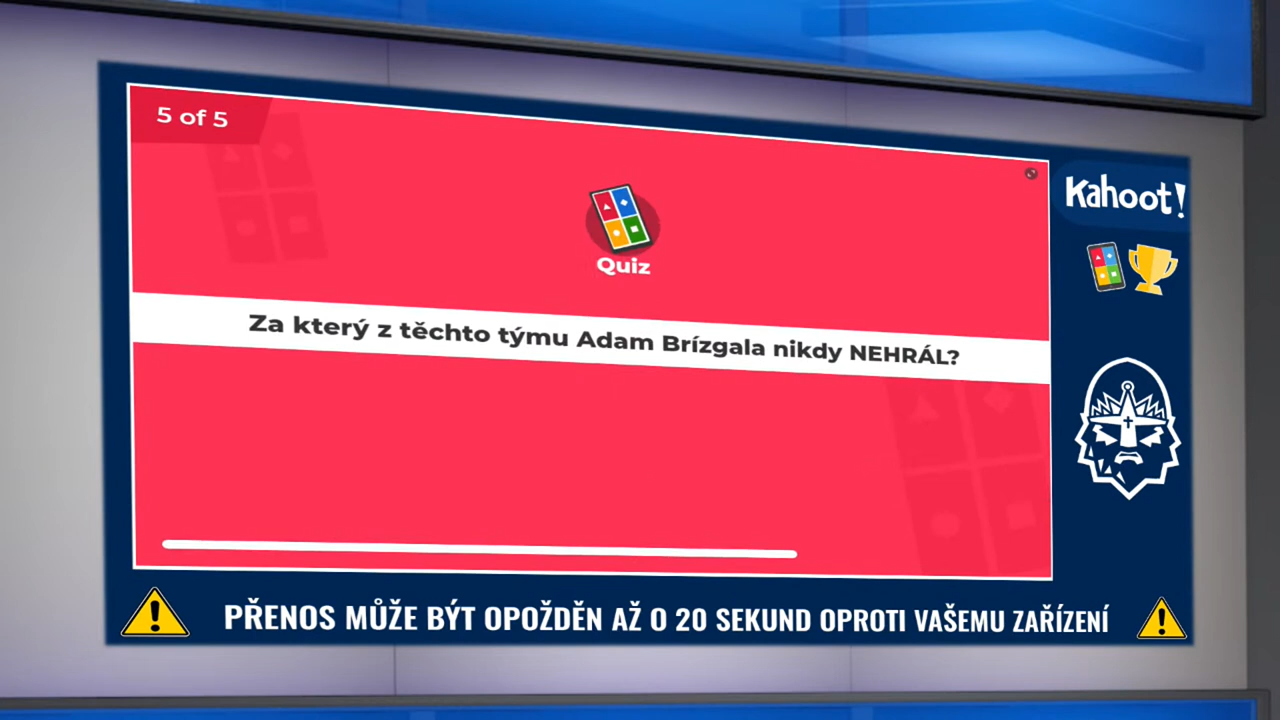 5 of 5
Kahoot!
Quiz
Za který z těchto týmu Adam Brízgala nikdy NEHRÁL?
PŘENOS MŮŽE BÝT OPOŽDĚN AŽ O 20 SEKUND OPROTI VAŠEMU ZAŘÍZENÍ